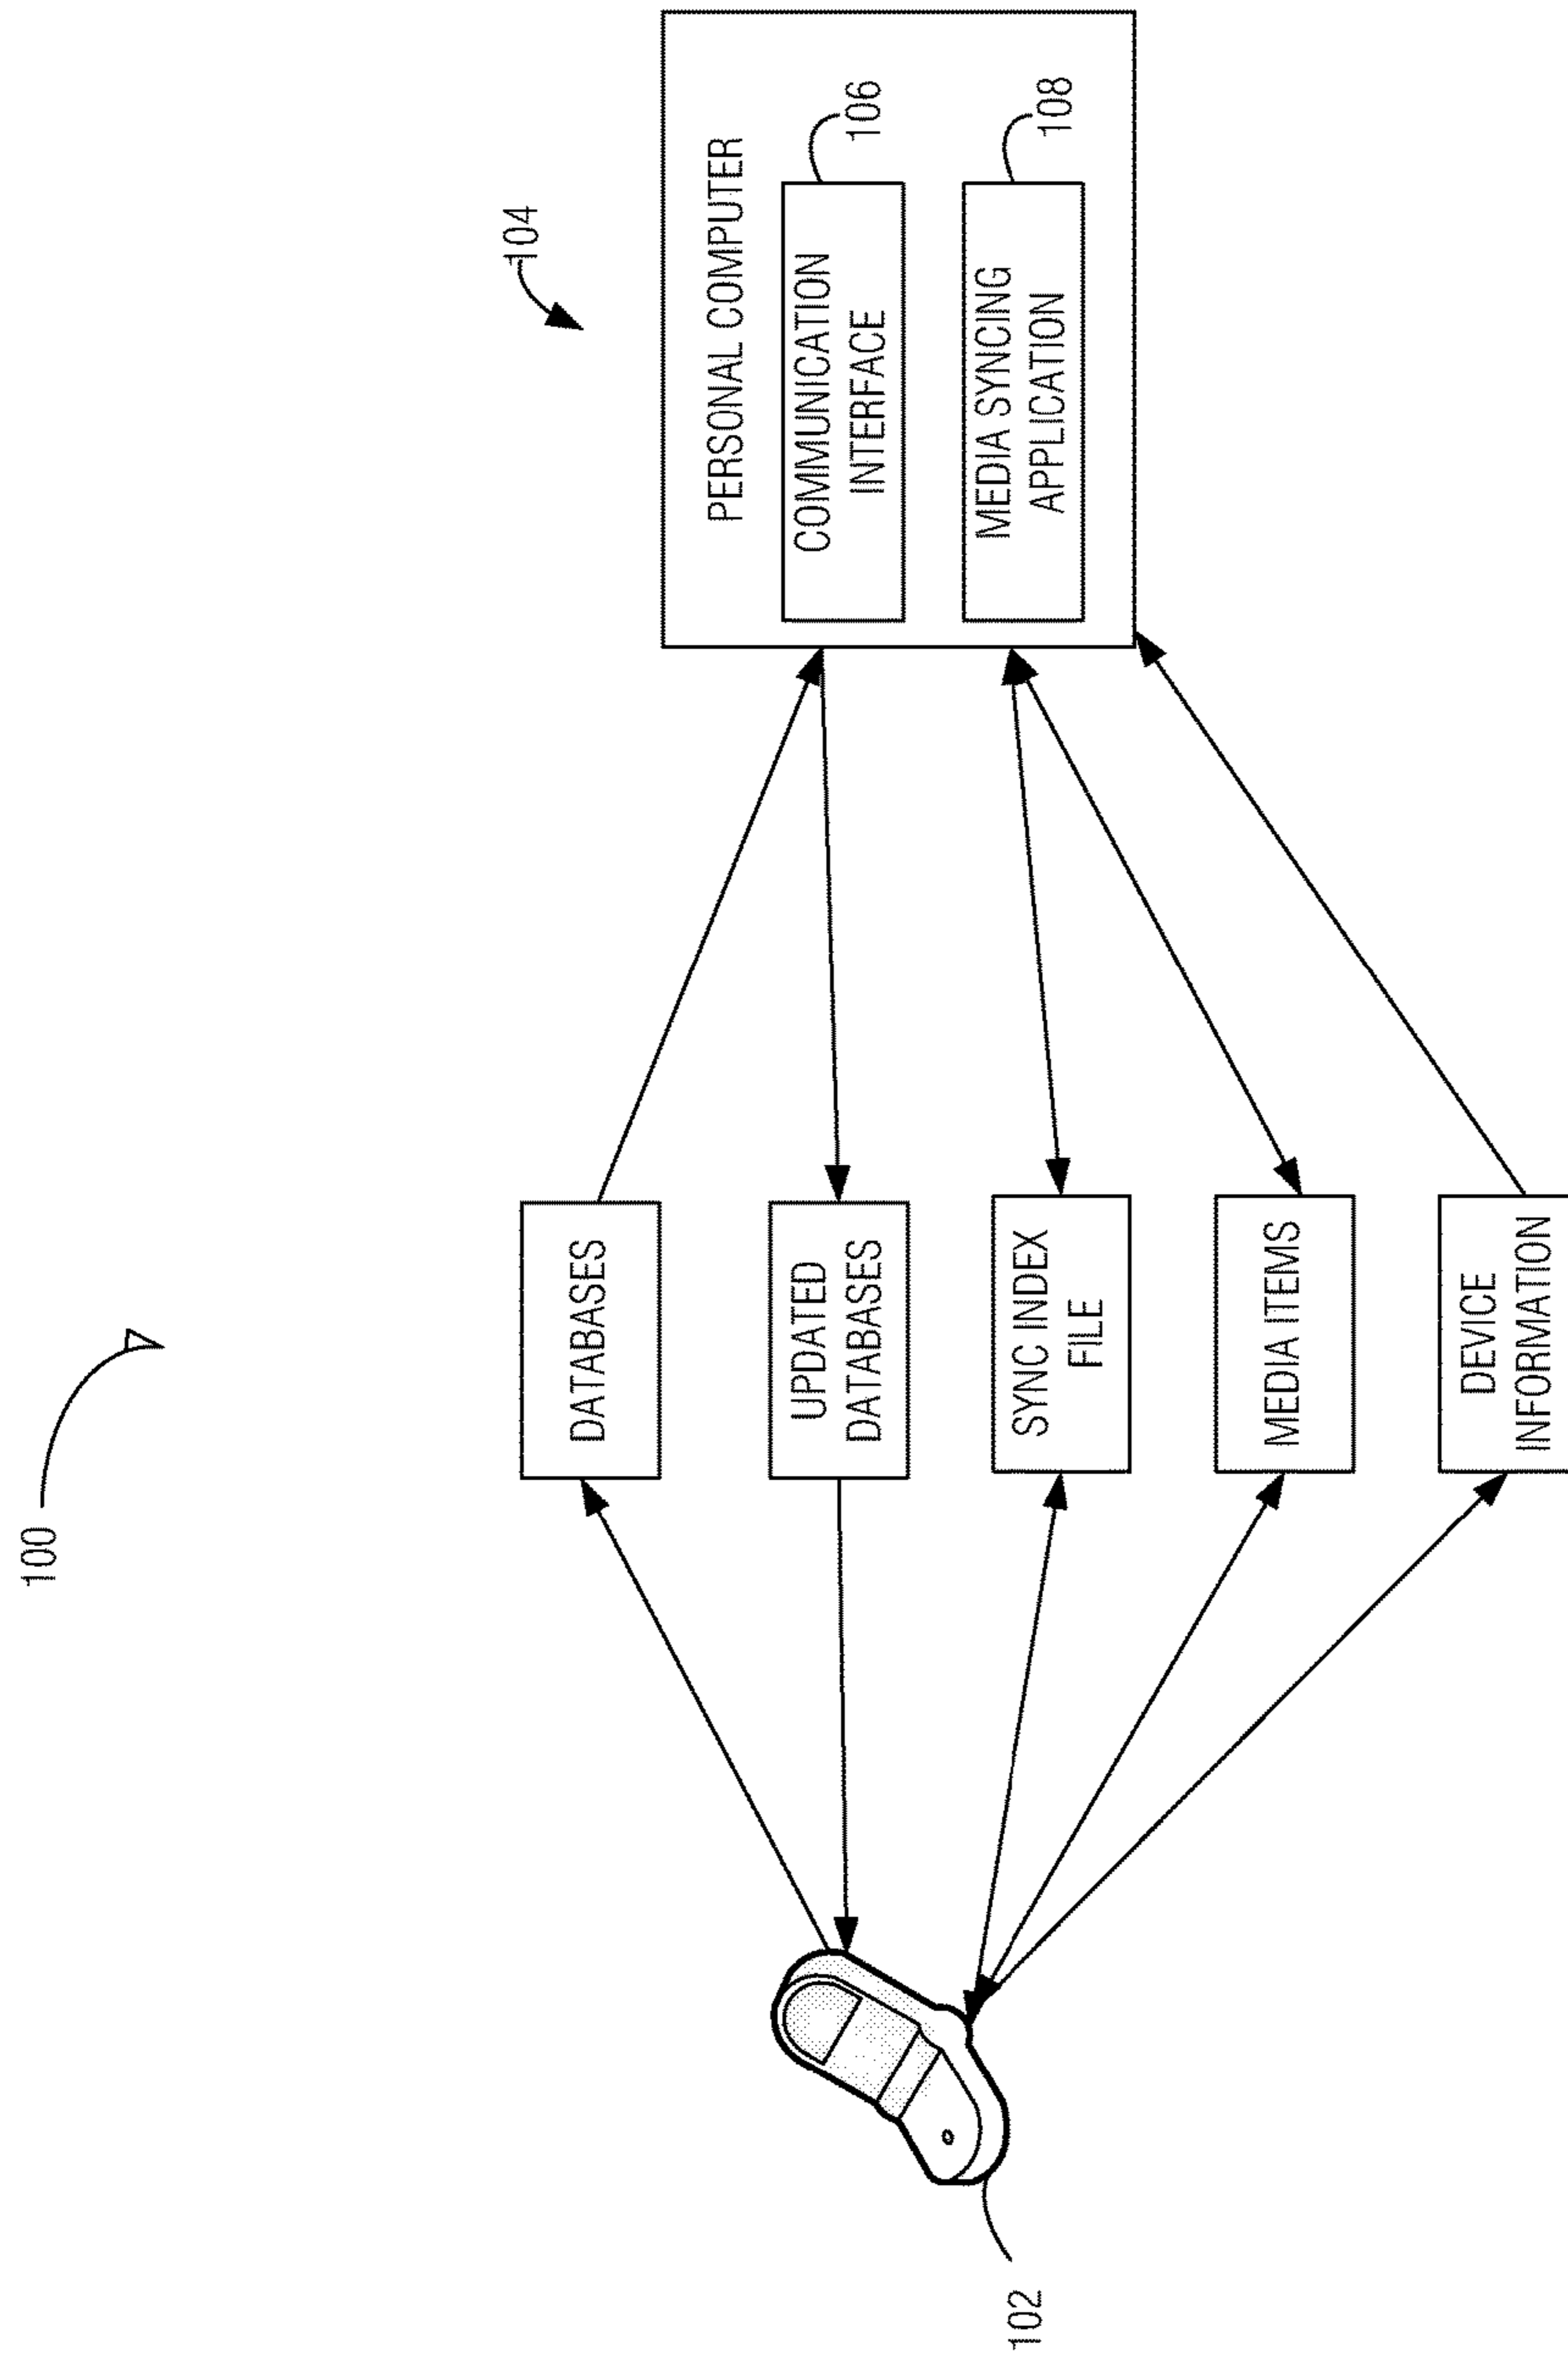 100
104
PERSONAL COMPUTER
COMMUNICATION
INTERFACE
106
MEDIA SYNCING
APPLICATION
108
DATABASES
UPDATED
DATABASES
SYNC INDEX
FILE
MEDIA ITEMS
DEVICE
INFORMATION
102